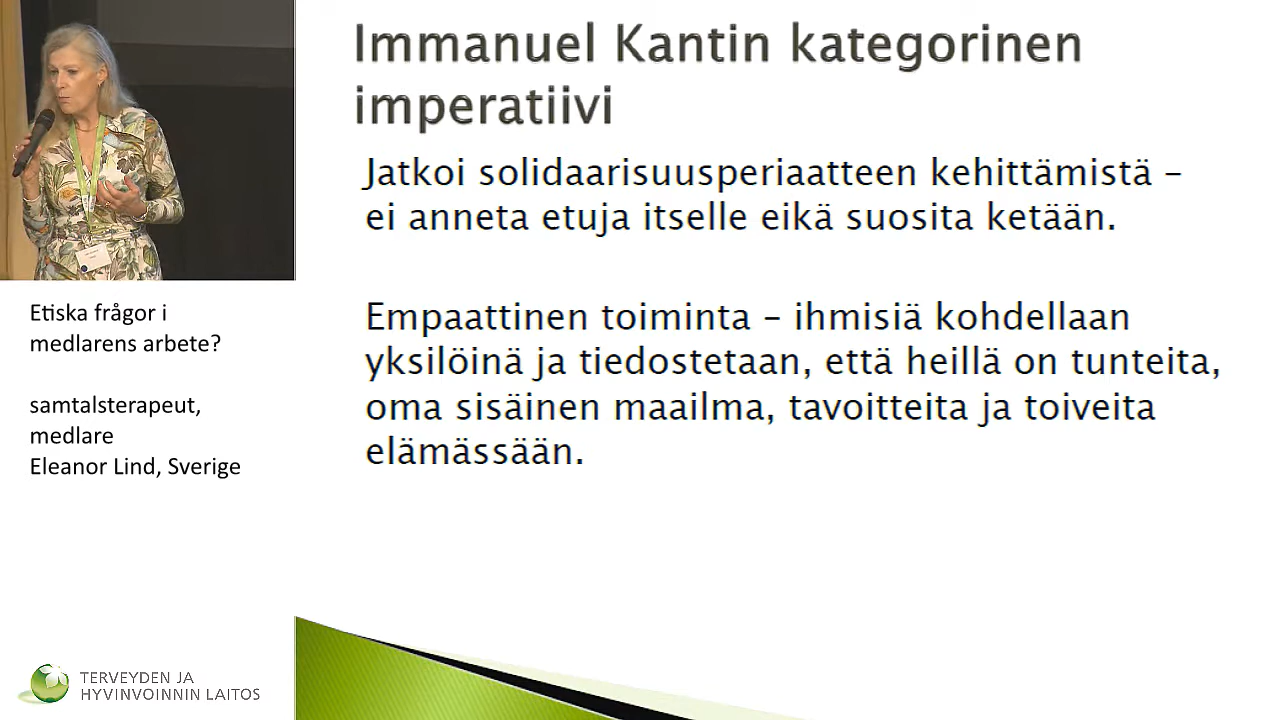 Immanuel Kantin kategorinen
imperatiivi
Jatkoi solidaarisuusperiaatteen kehittämistä –
ei anneta etuja itselle eikä suosita ketään.
Empaattinen toiminta – ihmisiä kohdellaan
yksilöinä ja tiedostetaan, että heillä on tunteita,
oma sisäinen maailma, tavoitteita ja toiveita
elämässään.
Etiska frågor i
medlarens arbete?
samtalsterapeut,
medlare
Eleanor Lind, Sverige
TERVEYDEN JA
HYVINVOINNIN LAITOS